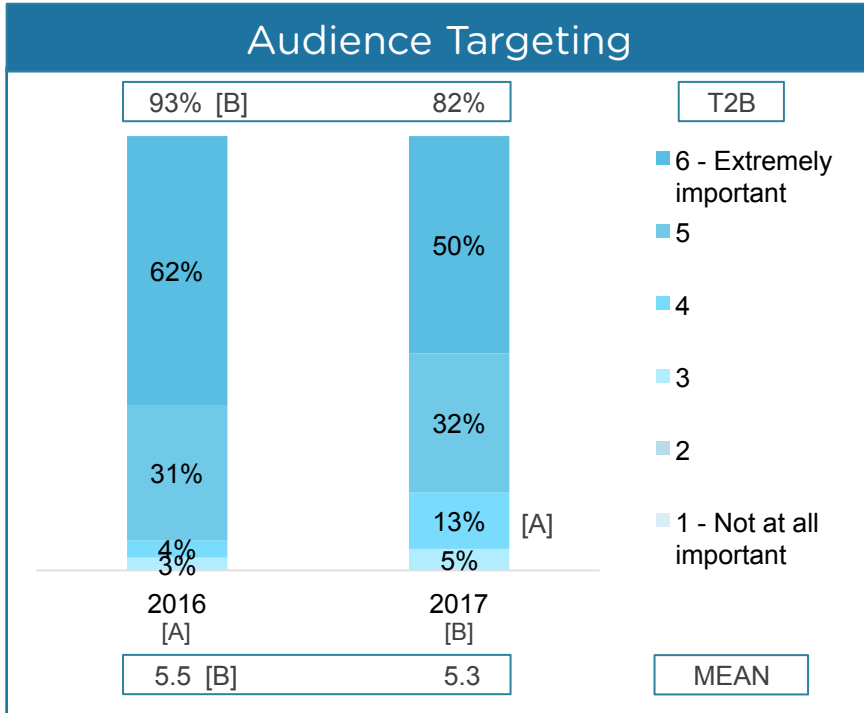 Audience Targeting
93% [B] 82% T2B
6 - Extremely
important
5
4
3
2
1 - Not at all
important
62%
31%
4%
3%
50%
32%
13% [A]
5%
2016 2017
[A] [B]
5.5 [B] 5.3 MEAN